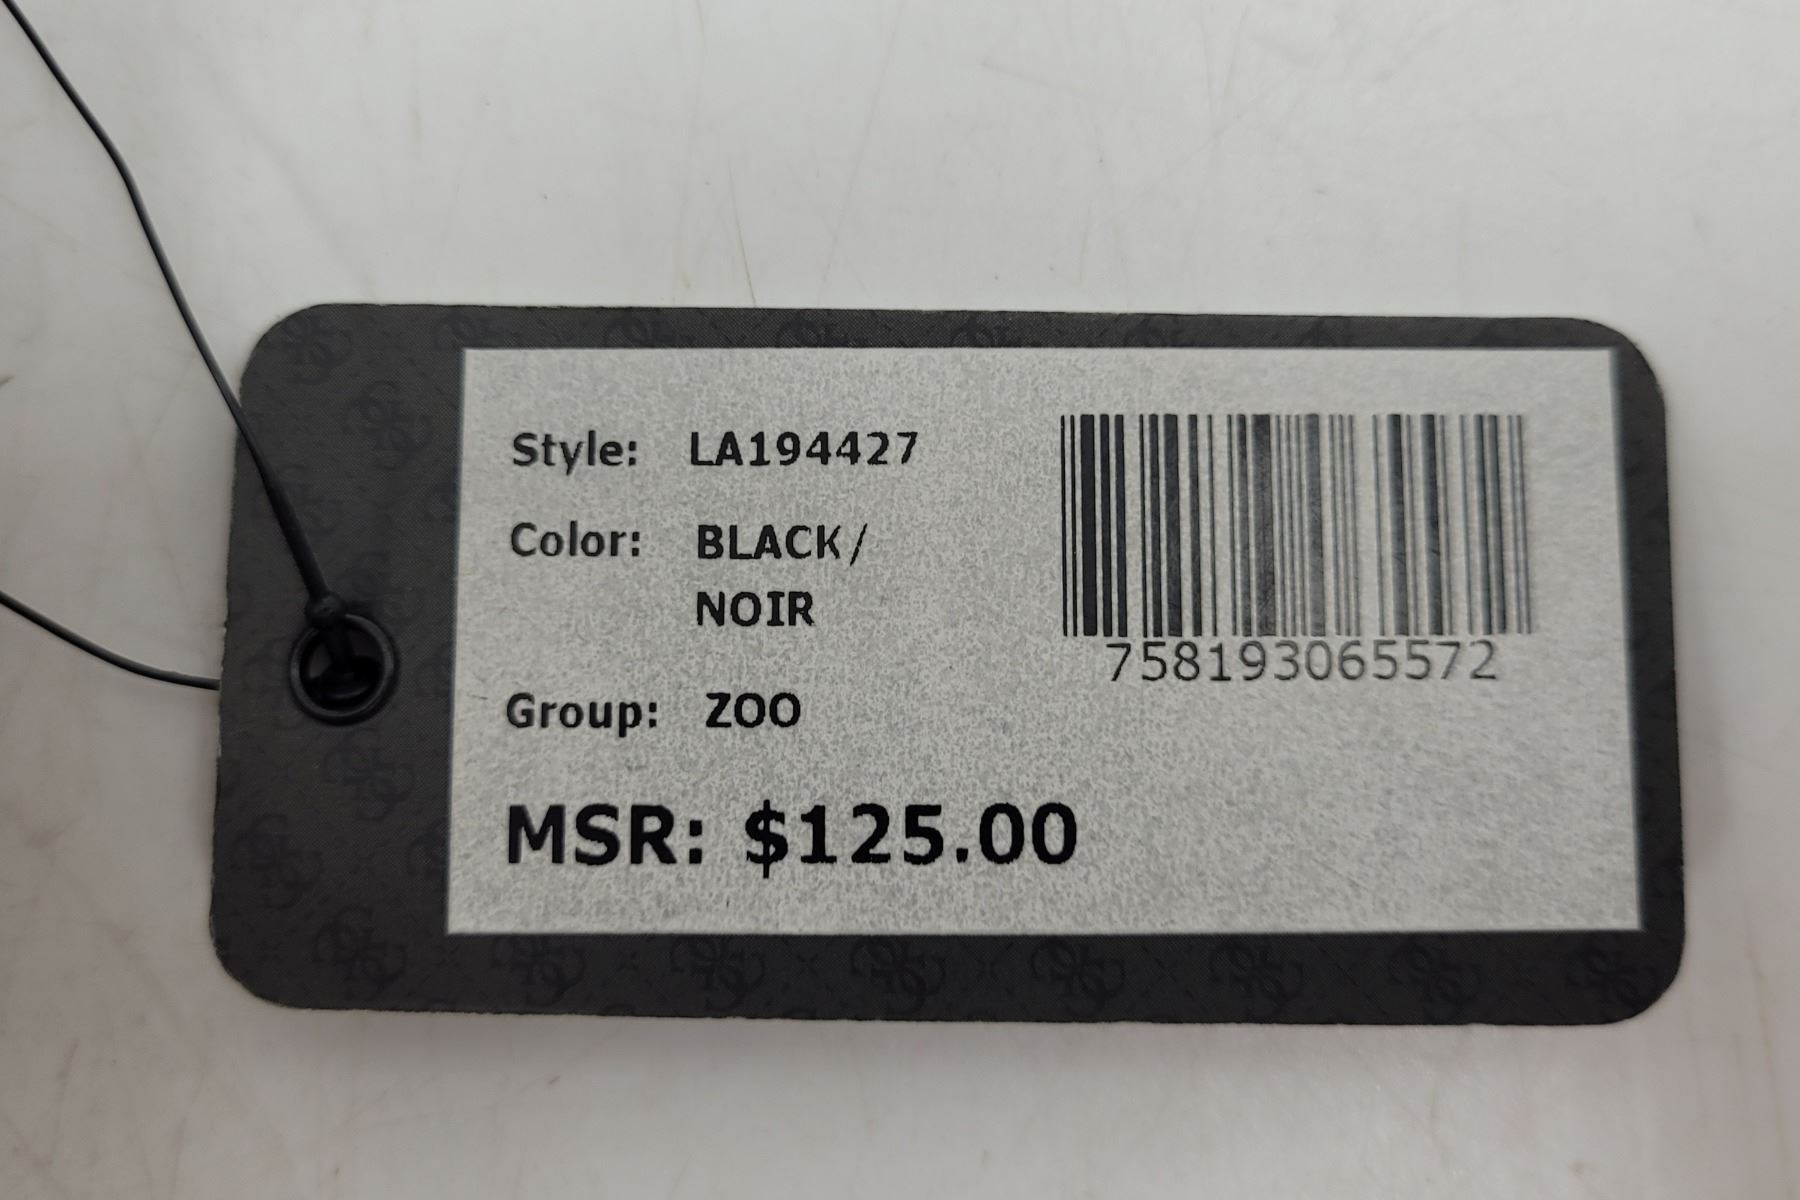 Style: LA194427
Color: BLACK/
NOIR
758193065572
Group: ZOO
MSR: $125.00